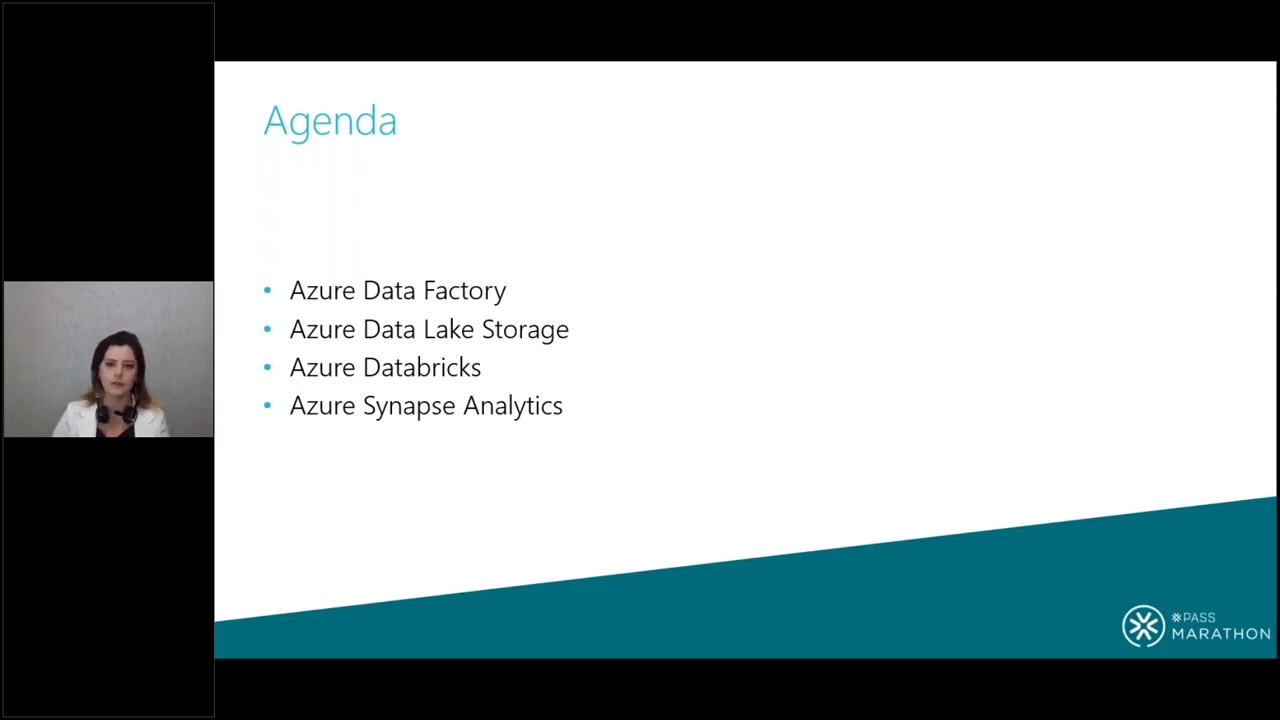 Agenda
• Azure Data Factory
• Azure Data Lake Storage
• Azure Databricks
• Azure Synapse Analytics
PASS
MARATHON